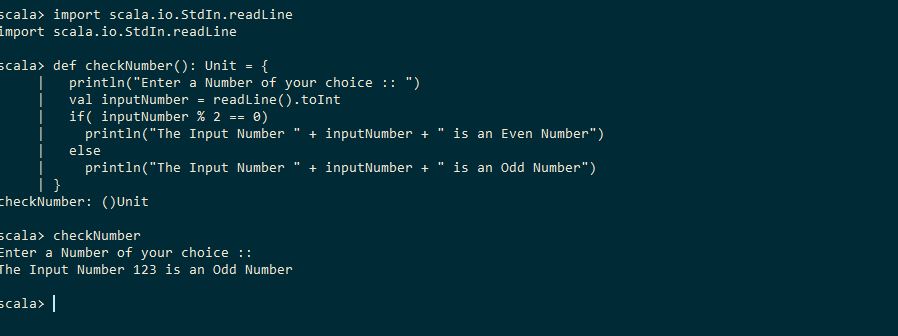 scala> import scala.io.StdIn.readLine
import scala.io.StdIn.readLine
scala> def checkNumber(): Unit = {
| println("Enter a Number of your choice :: ")
| val inputNumber = readLine().toInt
| if( inputNumber % 2 == 0)
| println("The Input Number " + inputNumber + " is an Even Number")
| else
| println("The Input Number " + inputNumber + " is an Odd Number")
| }
checkNumber: ()Unit
scala> checkNumber
Enter a Number of your choice ::
The Input Number 123 is an Odd Number
scala>